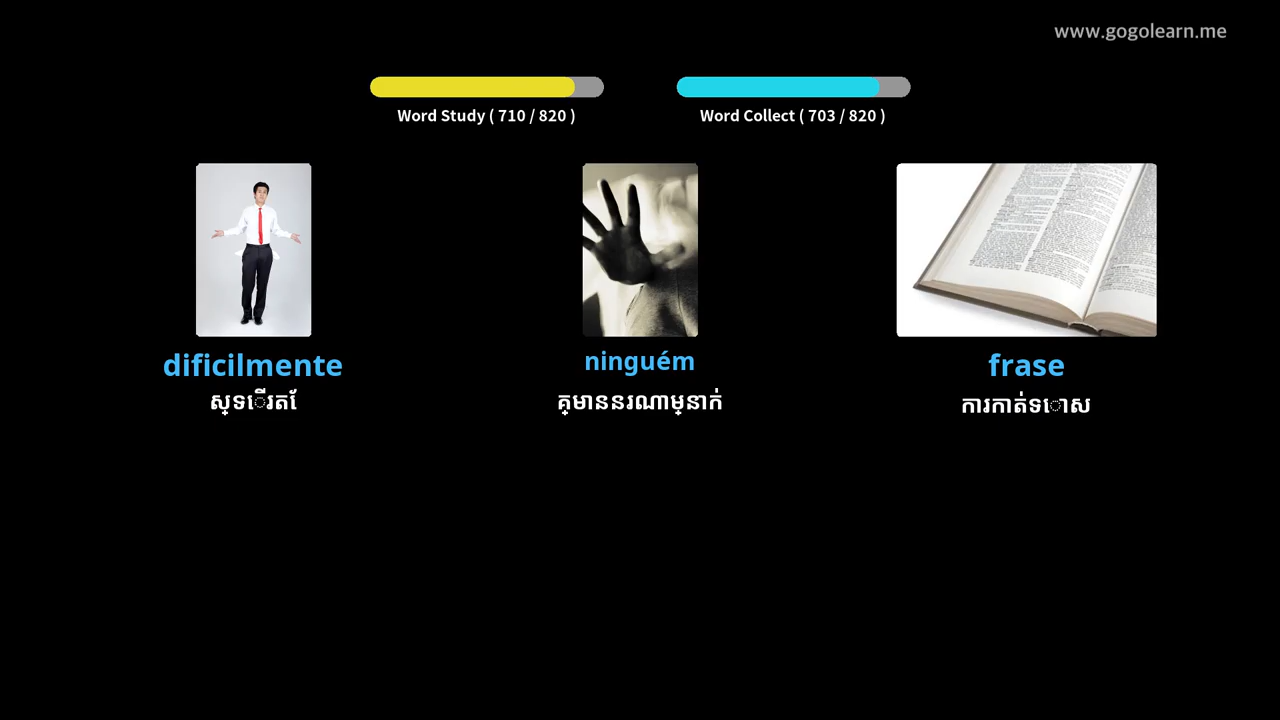 www.gogolearn.me
Word Study ( 710 / 820 )
Word Collect ( 703 / 820 )
dificilmente
ninguém
frase
ស្ទើរតែ
គ្មាននរណាម្នាក់
ការកាត់ទោស